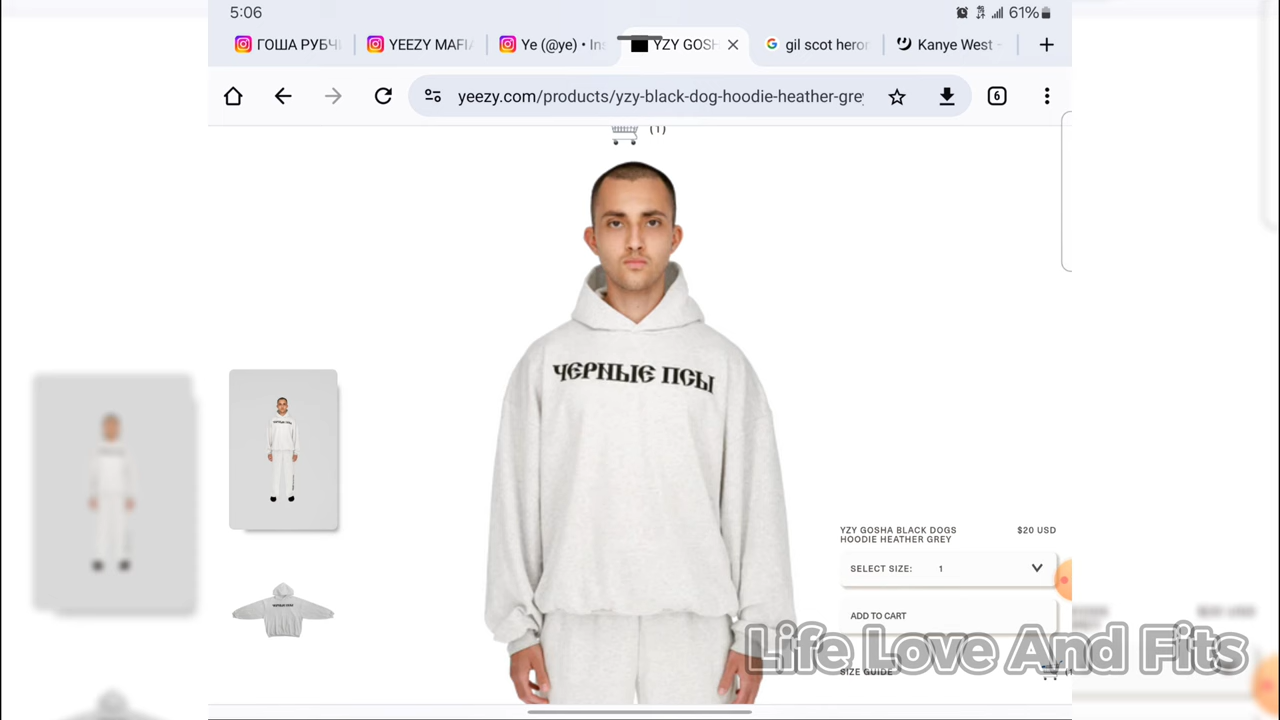 5:06
61%
ГОША РУБЧ
YEEZY MAFI
Ye (@ye) • In
YZY GOSH
gil scot heron
Kanye West -
yeezy.com/products/yzy-black-dog-hoodie-heather-grey
6
(1)
ЧЕРНЫЕ ПСЫ
YZY GOSHA BLACK DOGS
HOODIE HEATHER GREY
$20 USD
SELECT SIZE: 1
ADD TO CART
Life Love And Fits
SIZE GUIDE